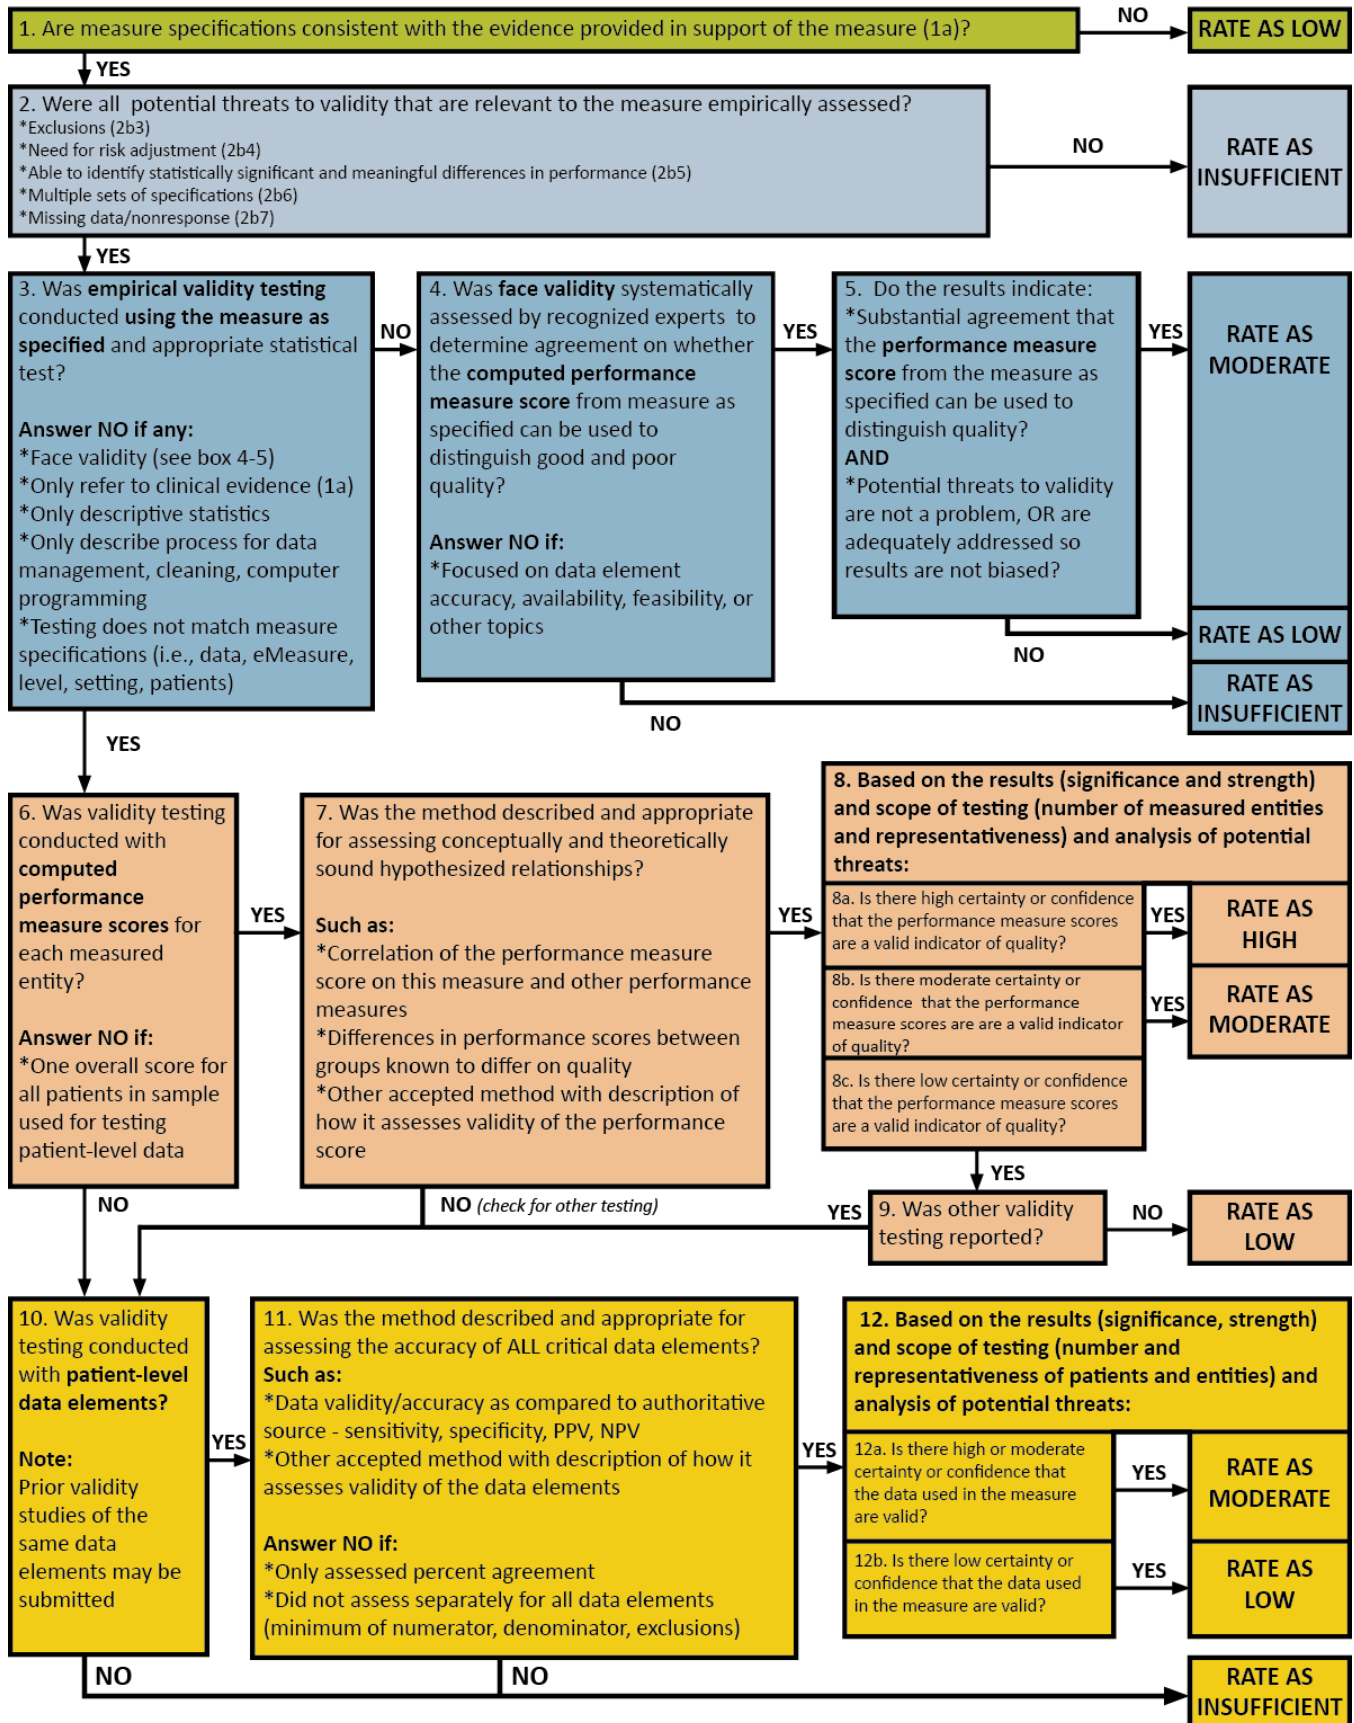 1. Are measure specifications consistent with the evidence provided in support of the measure (1a)?
NO
RATE AS LOW
YES
2. Were all potential threats to validity that are relevant to the measure empirically assessed?
*Exclusions (2b3)
*Need for risk adjustment (2b4)
*Able to identify statistically significant and meaningful differences in performance (2b5)
*Multiple sets of specifications (2b6)
*Missing data/nonresponse (2b7)
NO
RATE AS
INSUFFICIENT
YES
3. Was empirical validity testing
conducted using the measure as
specified and appropriate statistical
test?
Answer NO if any:
*Face validity (see box 4-5)
*Only refer to clinical evidence (1a)
*Only descriptive statistics
*Only describe process for data
management, cleaning, computer
programming
*Testing does not match measure
specifications (i.e., data, eMeasure,
level, setting, patients)
NO
4. Was face validity systematically
assessed by recognized experts to
determine agreement on whether
the computed performance
measure score from measure as
specified can be used to
distinguish good and poor
quality?
Answer NO if:
*Focused on data element
accuracy, availability, feasibility, or
other topics
YES
5. Do the results indicate:
*Substantial agreement that
the performance measure
score from the measure as
specified can be used to
distinguish quality?
AND
*Potential threats to validity
are not a problem, OR are
adequately addressed so
results are not biased?
YES
RATE AS
MODERATE
NO
RATE AS LOW
NO
RATE AS
INSUFFICIENT
YES
6. Was validity testing
conducted with
computed
performance
measure scores for
each measured
entity?
Answer NO if:
*One overall score for
all patients in sample
used for testing
patient-level data
YES
7. Was the method described and appropriate
for assessing conceptually and theoretically
sound hypothesized relationships?
Such as:
*Correlation of the performance measure
score on this measure and other performance
measures
*Differences in performance scores between
groups known to differ on quality
*Other accepted method with description of
how it assesses validity of the performance
score
YES
8. Based on the results (significance and strength)
and scope of testing (number of measured entities
and representativeness) and analysis of potential
threats:
8a. Is there high certainty or confidence
that the performance measure scores
are a valid indicator of quality?
YES
RATE AS
HIGH
8b. Is there moderate certainty or
confidence that the performance
measure scores are are a valid indicator
of quality?
YES
RATE AS
MODERATE
8c. Is there low certainty or confidence
that the performance measure scores
are a valid indicator of quality?
YES
NO
NO (check for other testing)
YES
9. Was other validity
testing reported?
NO
RATE AS
LOW
10. Was validity
testing conducted
with patient-level
data elements?
Note:
Prior validity
studies of the
same data
elements may be
submitted
YES
11. Was the method described and appropriate for
assessing the accuracy of ALL critical data elements?
Such as:
*Data validity/accuracy as compared to authoritative
source - sensitivity, specificity, PPV, NPV
*Other accepted method with description of how it
assesses validity of the data elements
Answer NO if:
*Only assessed percent agreement
*Did not assess separately for all data elements
(minimum of numerator, denominator, exclusions)
YES
12. Based on the results (significance, strength)
and scope of testing (number and
representativeness of patients and entities) and
analysis of potential threats:
12a. Is there high or moderate
certainty or confidence that
the data used in the measure
are valid?
YES
RATE AS
MODERATE
12b. Is there low certainty or
confidence that the data used
in the measure are valid?
YES
RATE AS
LOW
NO
NO
RATE AS
INSUFFICIENT